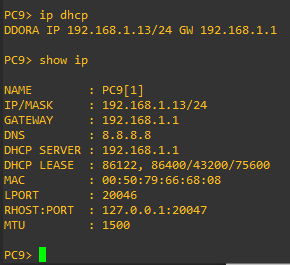 PC9> ip dhcp
DDORA IP 192.168.1.13/24 GW 192.168.1.1
PC9> show ip
NAME        : PC9[1]
IP/MASK     : 192.168.1.13/24
GATEWAY     : 192.168.1.1
DNS         : 8.8.8.8
DHCP SERVER : 192.168.1.1
DHCP LEASE  : 86122, 86400/43200/75600
MAC         : 00:50:79:66:68:08
LPORT       : 20046
RHOST:PORT  : 127.0.0.1:20047
MTU         : 1500
PC9>